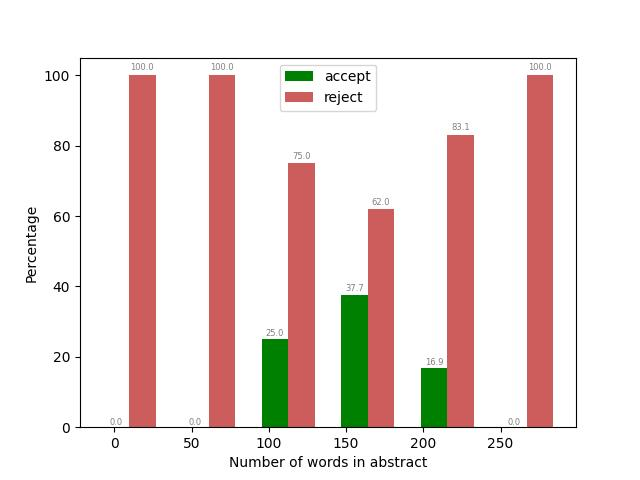 100.0 100.0 100.0
accept
reject
83.1
75.0
62.0
37.7
25.0
16.9
0.0 0.0 0.0
100
80
60
40
20
0
Percentage
0 50 100 150 200 250
Number of words in abstract